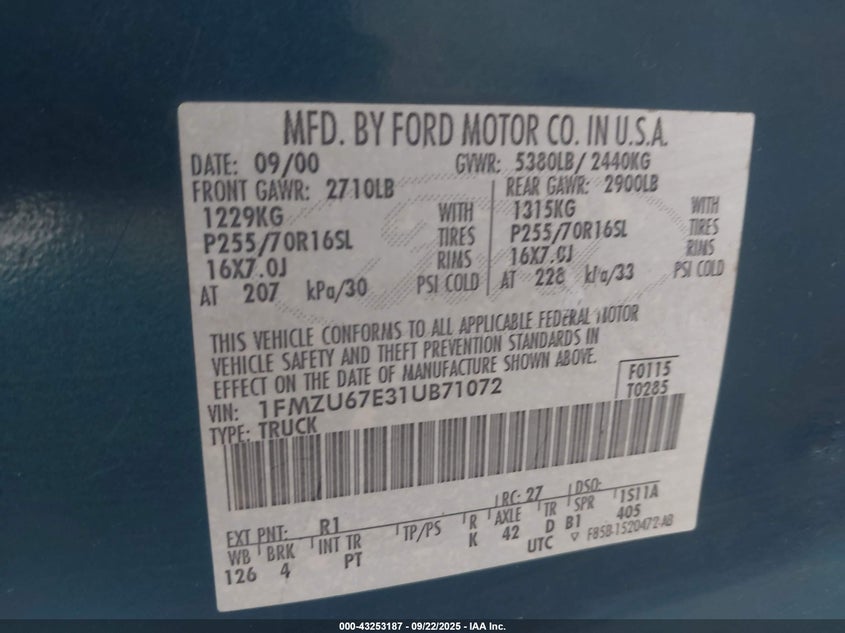 MFD. BY FORD MOTOR CO. IN U.S.A.
DATE: 09/00 GVWR: 5380LB/ 2440KG
FRONT GAWR: 2710LB REAR GAWR: 2900LB
1229KG WITH 1315KG WITH
P255/70R16SL TIRES P255/70R16SL TIRES
16X7.0J RIMS 16X7.0J RIMS
AT 207 kPa/30 PSI COLD AT 228 kPa/33 PSI COLD
THIS VEHICLE CONFORMS TO ALL APPLICABLE FEDERAL MOTOR
VEHICLE SAFETY AND THEFT PREVENTION STANDARDS IN
EFFECT ON THE DATE OF MANUFACTURE SHOWN ABOVE.
F0115
VIN: 1FMZU67E31UB71072 T0285
TYPE: TRUCK
EXT PNT: R1 RC: 27 DSO:
WB BRK INT TR TP/PS R AXLE TR SPR 1S11A
126 4 PT K 42 D B1 405
UTC ▽ F85B-1520472-AB
000-43253187 - 09/22/2025 - IAA Inc.